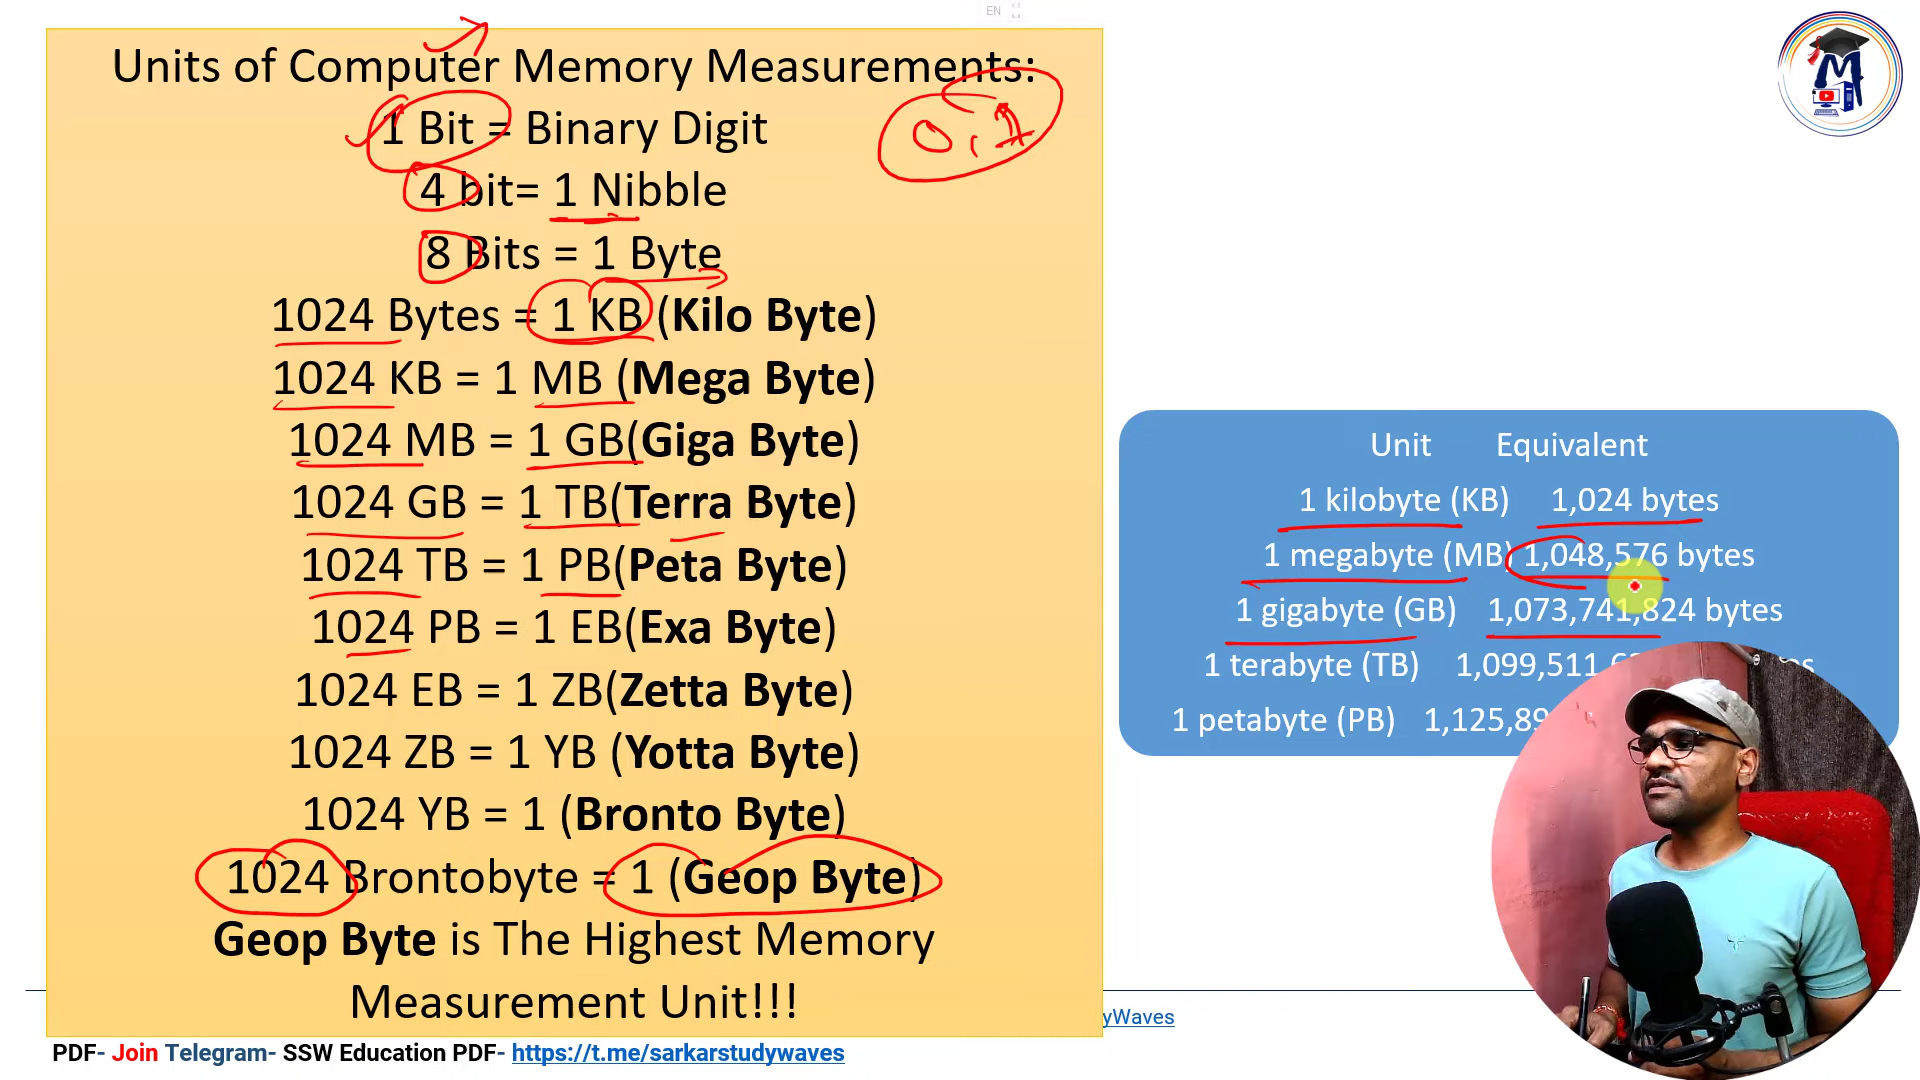 EN
Units of Computer Memory Measurements:
1 Bit = Binary Digit
0, 1
4 bit= 1 Nibble
8 Bits = 1 Byte
1024 Bytes = 1 KB (Kilo Byte)
1024 KB = 1 MB (Mega Byte)
1024 MB = 1 GB(Giga Byte)
1024 GB = 1 TB(Terra Byte)
1024 TB = 1 PB(Peta Byte)
1024 PB = 1 EB(Exa Byte)
1024 EB = 1 ZB(Zetta Byte)
1024 ZB = 1 YB (Yotta Byte)
1024 YB = 1 (Bronto Byte)
1024 Brontobyte = 1 (Geop Byte)
Geop Byte is The Highest Memory
Measurement Unit!!!
Unit Equivalent
1 kilobyte (KB) 1,024 bytes
1 megabyte (MB) 1,048,576 bytes
1 gigabyte (GB) 1,073,741,824 bytes
1 terabyte (TB) 1,099,511,6
1 petabyte (PB) 1,125,89
yWaves
PDF- Join Telegram- SSW Education PDF- https://t.me/sarkarstudywaves